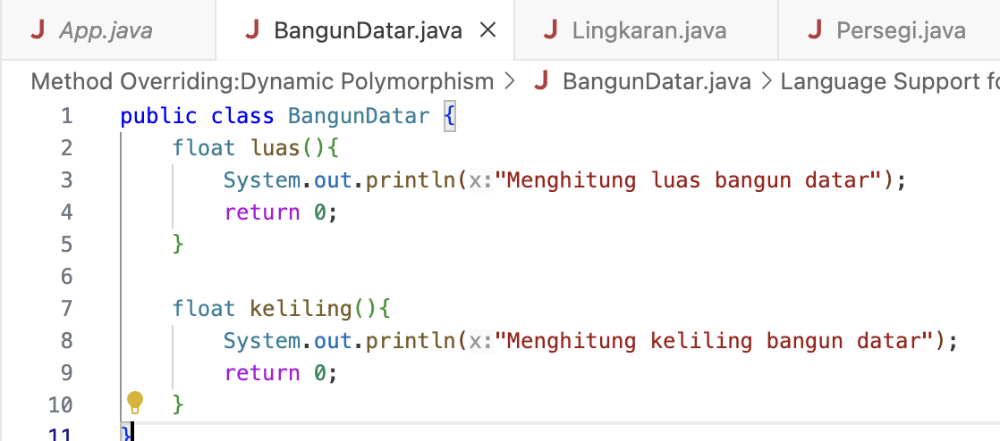 J App.java J BangunDatar.java × J Lingkaran.java J Persegi.java
Method Overriding:Dynamic Polymorphism > J BangunDatar.java > Language Support
1 public class BangunDatar {
2 float luas(){
3 System.out.println(x:"Menghitung luas bangun datar");
4 return 0;
5 }
6
7 float keliling(){
8 System.out.println(x:"Menghitung keliling bangun datar");
9 return 0;
10 }
11 }